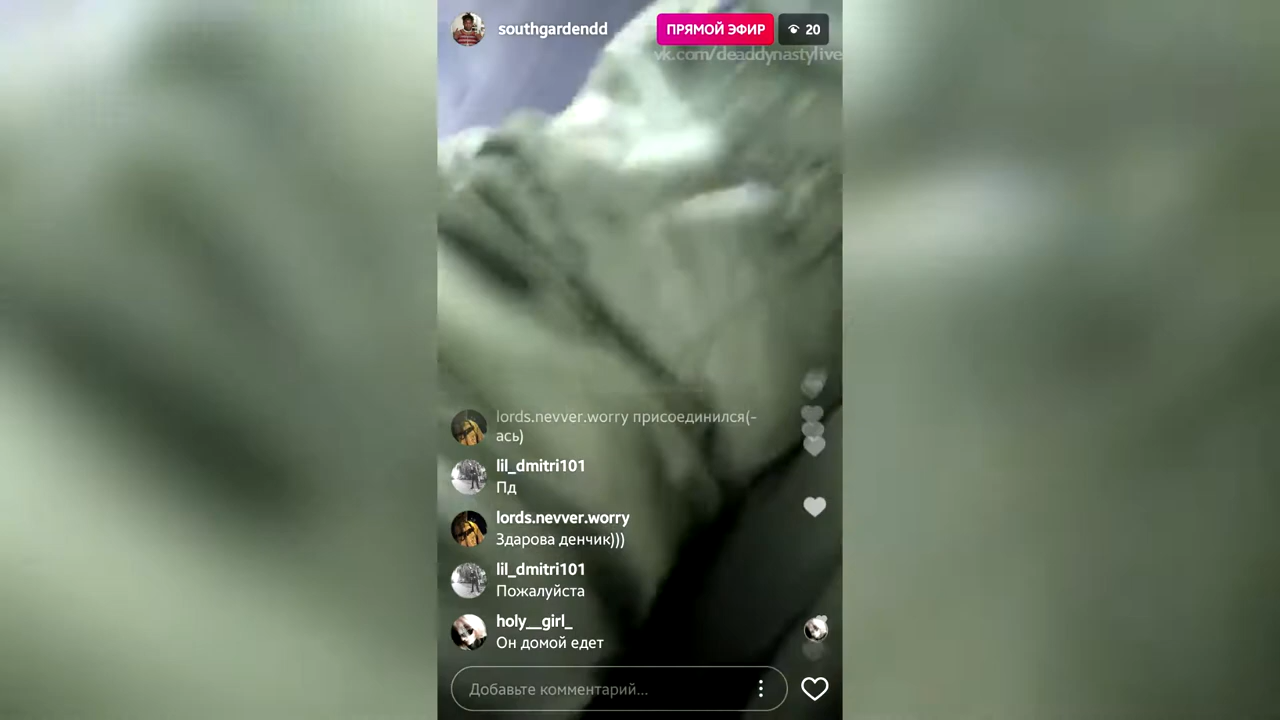 southgardendd
ПРЯМОЙ ЭФИР
20
vk.com/deaddynastylive
lords.nevver.worry присоединился(-
ась)
lil_dmitri101
Пд
lords.nevver.worry
Здарова денчик)))
lil_dmitri101
Пожалуйста
holy__girl_
Он домой едет
Добавьте комментарий...